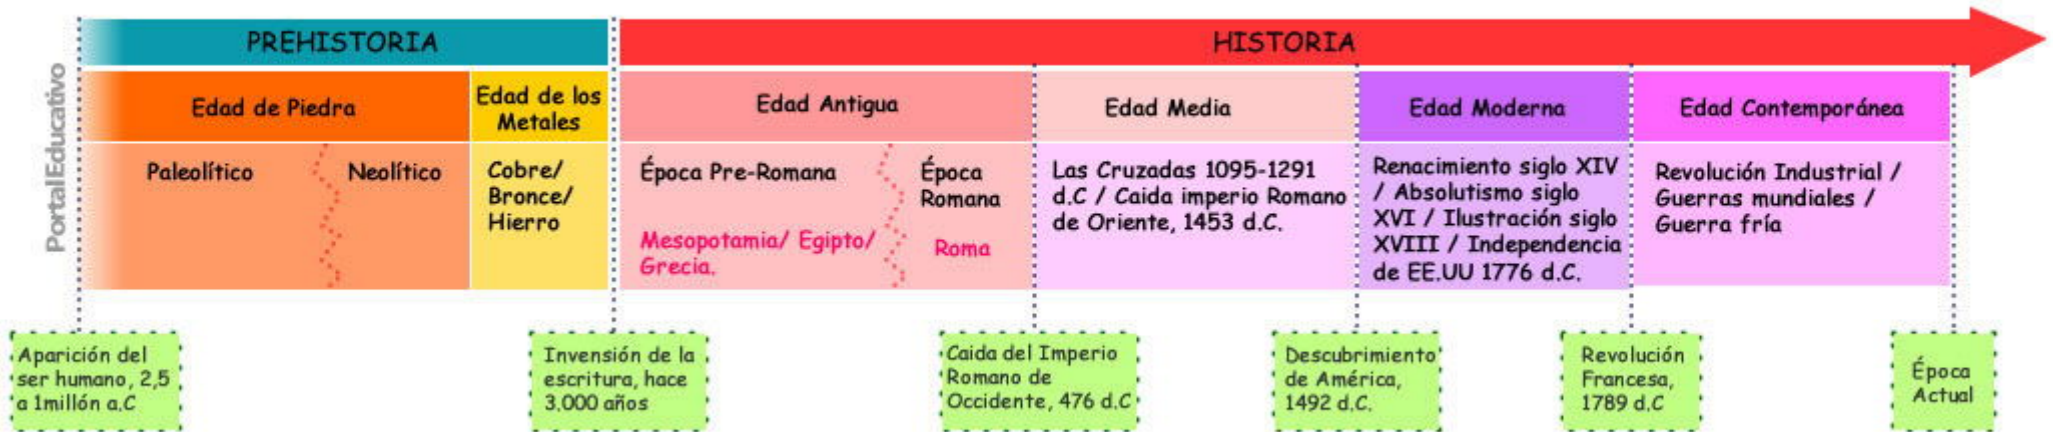 PREHISTORIA
HISTORIA
PortalEducativo
Edad de Piedra
Edad de los
Metales
Edad Antigua
Edad Media
Edad Moderna
Edad Contemporánea
Paleolítico
Neolítico
Cobre/
Bronce/
Hierro
Época Pre-Romana
Mesopotamia/ Egipto/
Grecia.
Época
Romana
Roma
Las Cruzadas 1095-1291
d.C / Caida imperio Romano
de Oriente, 1453 d.C.
Renacimiento siglo XIV
/ Absolutismo siglo
XVI / Ilustración siglo
XVIII / Independencia
de EE.UU 1776 d.C.
Revolución Industrial /
Guerras mundiales /
Guerra fría
Aparición del
ser humano, 2,5
a 1millón a.C
Invensión de la
escritura, hace
3.000 años
Caida del Imperio
Romano de
Occidente, 476 d.C
Descubrimiento
de América,
1492 d.C.
Revolución
Francesa,
1789 d.C
Época
Actual